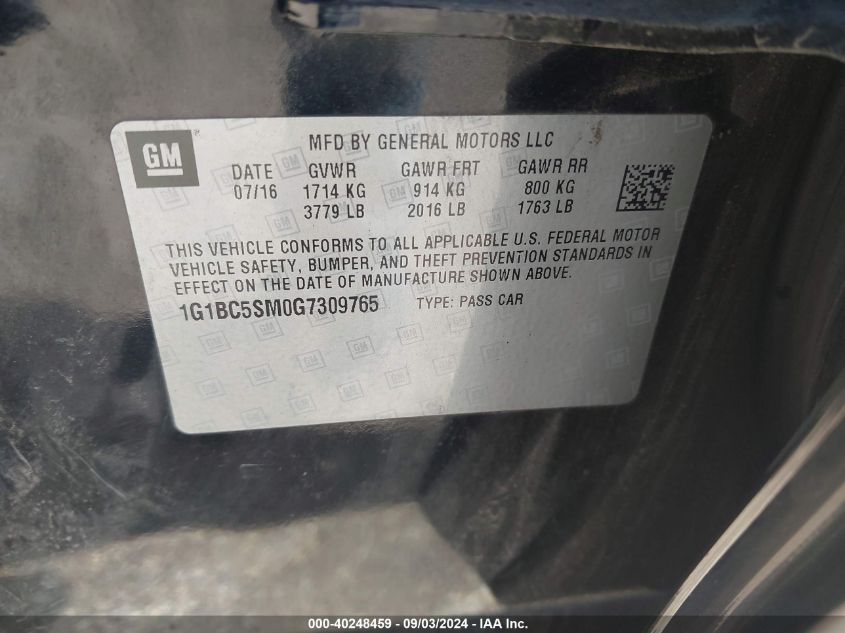 GM
MFD BY GENERAL MOTORS LLC
DATE GVWR GAWR FRT GAWR RR
07/16 1714 KG 914 KG 800 KG
3779 LB 2016 LB 1763 LB
THIS VEHICLE CONFORMS TO ALL APPLICABLE U.S. FEDERAL MOTOR
VEHICLE SAFETY, BUMPER, AND THEFT PREVENTION STANDARDS IN
EFFECT ON THE DATE OF MANUFACTURE SHOWN ABOVE.
1G1BC5SM0G7309765 TYPE: PASS CAR
000-40248459 - 09/03/2024 - IAA Inc.